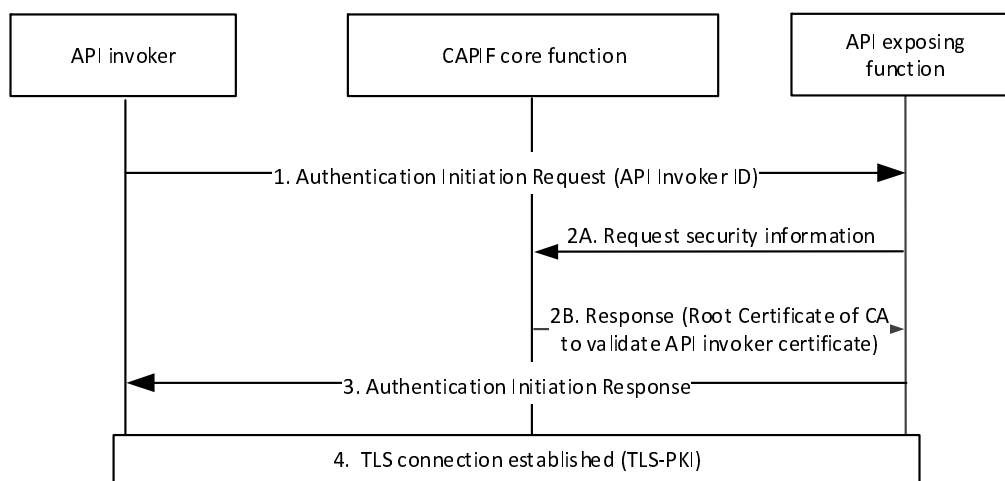 API invoker
CAPIF core function
API exposing
function
1. Authentication Initiation Request (API Invoker ID)
2A. Request security information
2B. Response (Root Certificate of CA
to validate API invoker certificate)
3. Authentication Initiation Response
4. TLS connection established (TLS-PKI)